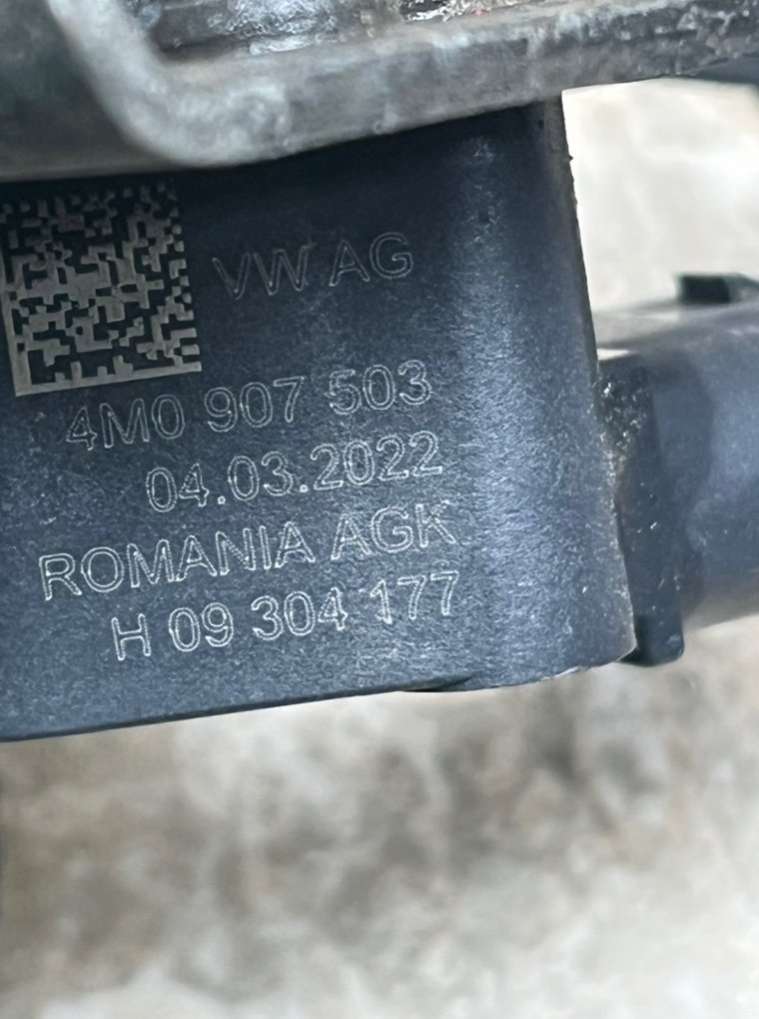 VW AG
4M0 907 503
04.03.2022
ROMANIA AGK
H 09 304 177